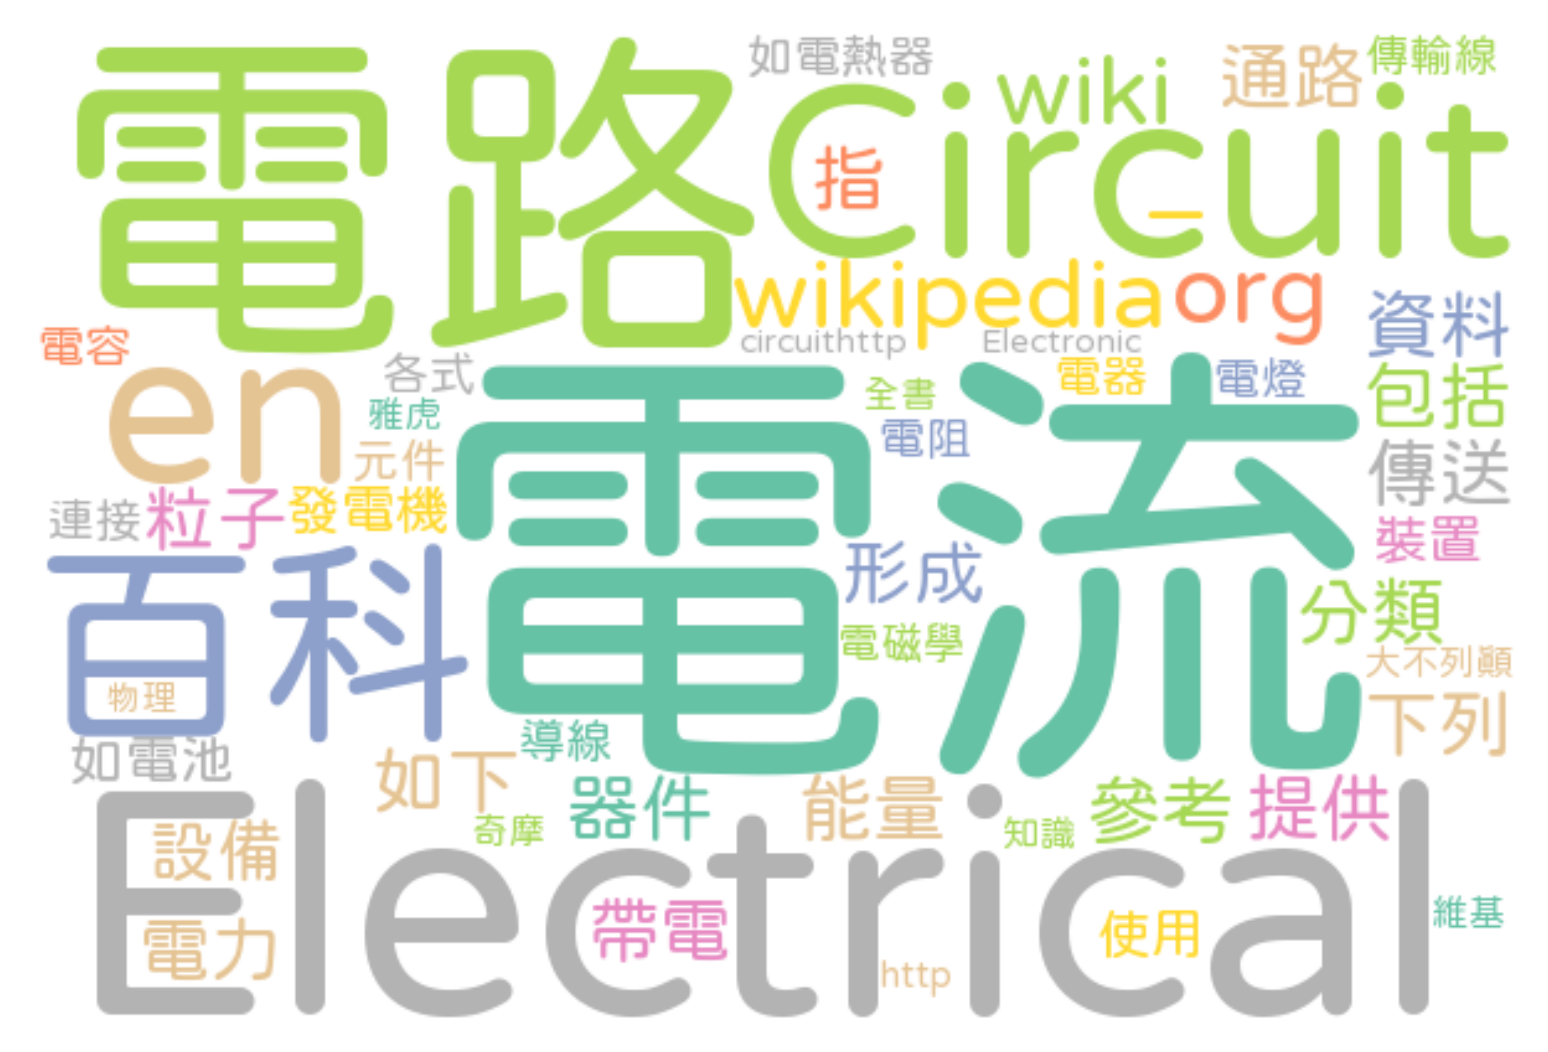 電路
Circuit
如電熱器
wiki
通路
傳輸線
指
_
wikipedia
org
資料
電容
circuithttp
Electronic
en
各式
電流
全書
電器
電燈
包括
雅虎
元件
電阻
傳送
連接
粒子
發電機
裝置
百科
形成
分類
電磁學
大不列顛
物理
下列
如電池
如下
導線
器件
能量
參考
提供
奇摩
知識
Electrical
設備
電力
帶電
使用
維基
http